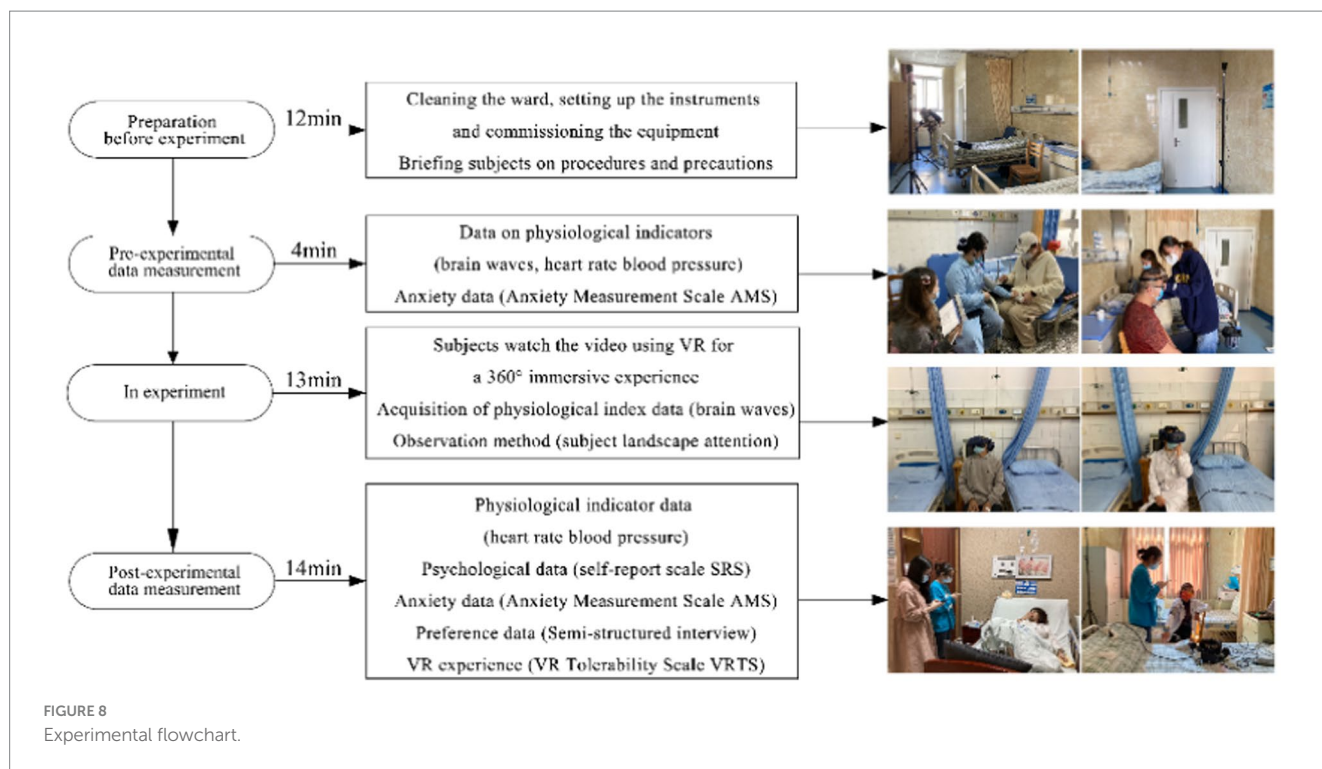 Preparation
before experiment
12min
Cleaning the ward, setting up the instruments
and commissioning the equipment
Briefing subjects on procedures and precautions
Pre-experimental
data measurement
4min
Data on physiological indicators
(brain waves, heart rate blood pressure)
Anxiety data (Anxiety Measurement Scale AMS)
In experiment
13min
Subjects watch the video using VR for
a 360° immersive experience
Acquisition of physiological index data (brain waves)
Observation method (subject landscape attention)
Post-experimental
data measurement
14min
Physiological indicator data
(heart rate blood pressure)
Psychological data (self-report scale SRS)
Anxiety data (Anxiety Measurement Scale AMS)
Preference data (Semi-structured interview)
VR experience (VR Tolerability Scale VRTS)
FIGURE 8
Experimental flowchart.